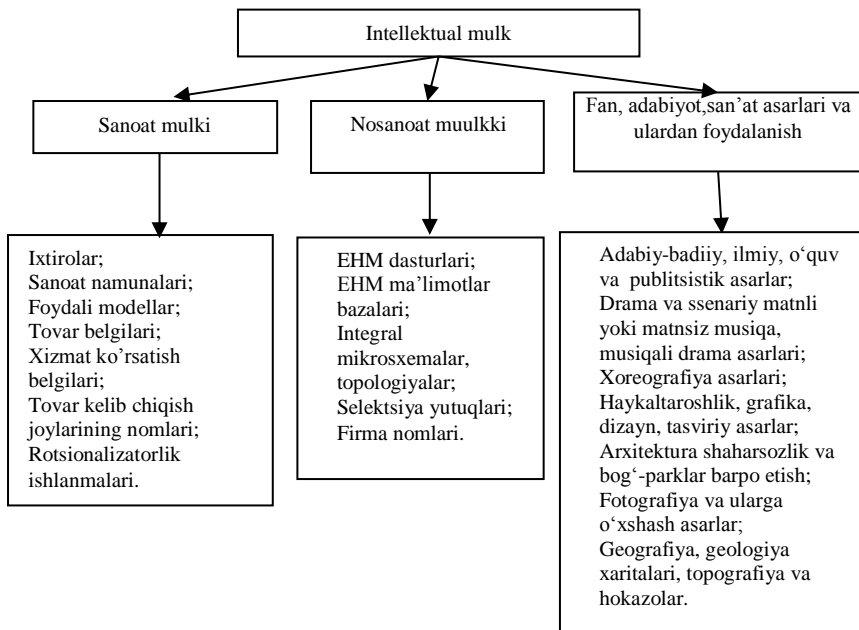 Intellektual mulk
Sanoat mulki
Nosanoat muulkki
Fan, adabiyot,san’at asarlari va
ulardan foydalanish
Ixtirolar;
Sanoat namunalari;
Foydali modellar;
Tovar belgilari;
Xizmat ko’rsatish
belgilari;
Tovar kelib chiqish
joylarining nomlari;
Rotsionalizatorlik
ishlanmalari.
EHM dasturlari;
EHM ma’limotlar
bazalari;
Integral
mikrosxemalar,
topologiyalar;
Selektsiya yutuqlari;
Firma nomlari.
Adabiy-badiiy, ilmiy, o‘quv
va publitsistik asarlar;
Drama va ssenariy matnli
yoki matnsiz musiqa,
musiqali drama asarlari;
Xoreografiya asarlari;
Haykaltaroshlik, grafika,
dizayn, tasviriy asarlar;
Arxitektura shaharsozlik va
bog‘-parklar barpo etish;
Fotografiya va ularga
o‘xshash asarlar;
Geografiya, geologiya
xaritalari, topografiya va
hokazolar.